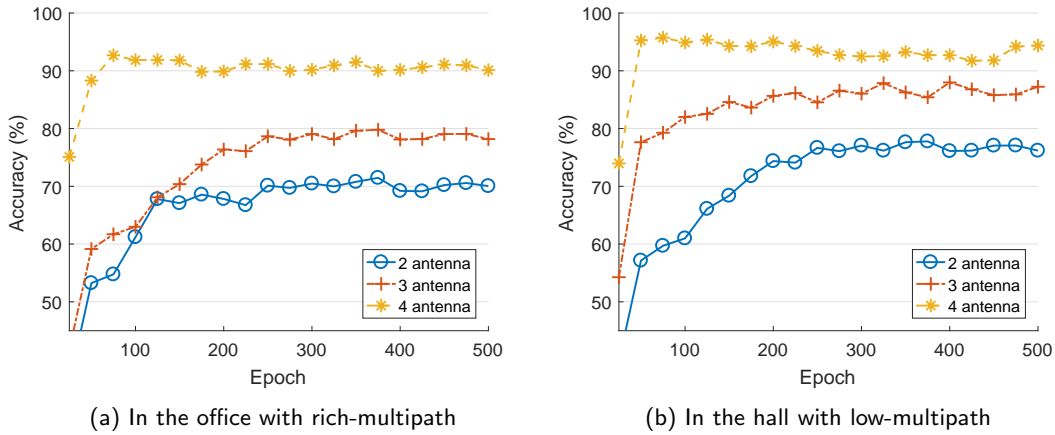 100
90
80
70
60
50
Accuracy (%)
2 antenna
3 antenna
4 antenna
100 200 300 400 500
Epoch
(a) In the office with rich-multipath
100
90
80
70
60
50
Accuracy (%)
2 antenna
3 antenna
4 antenna
100 200 300 400 500
Epoch
(b) In the hall with low-multipath